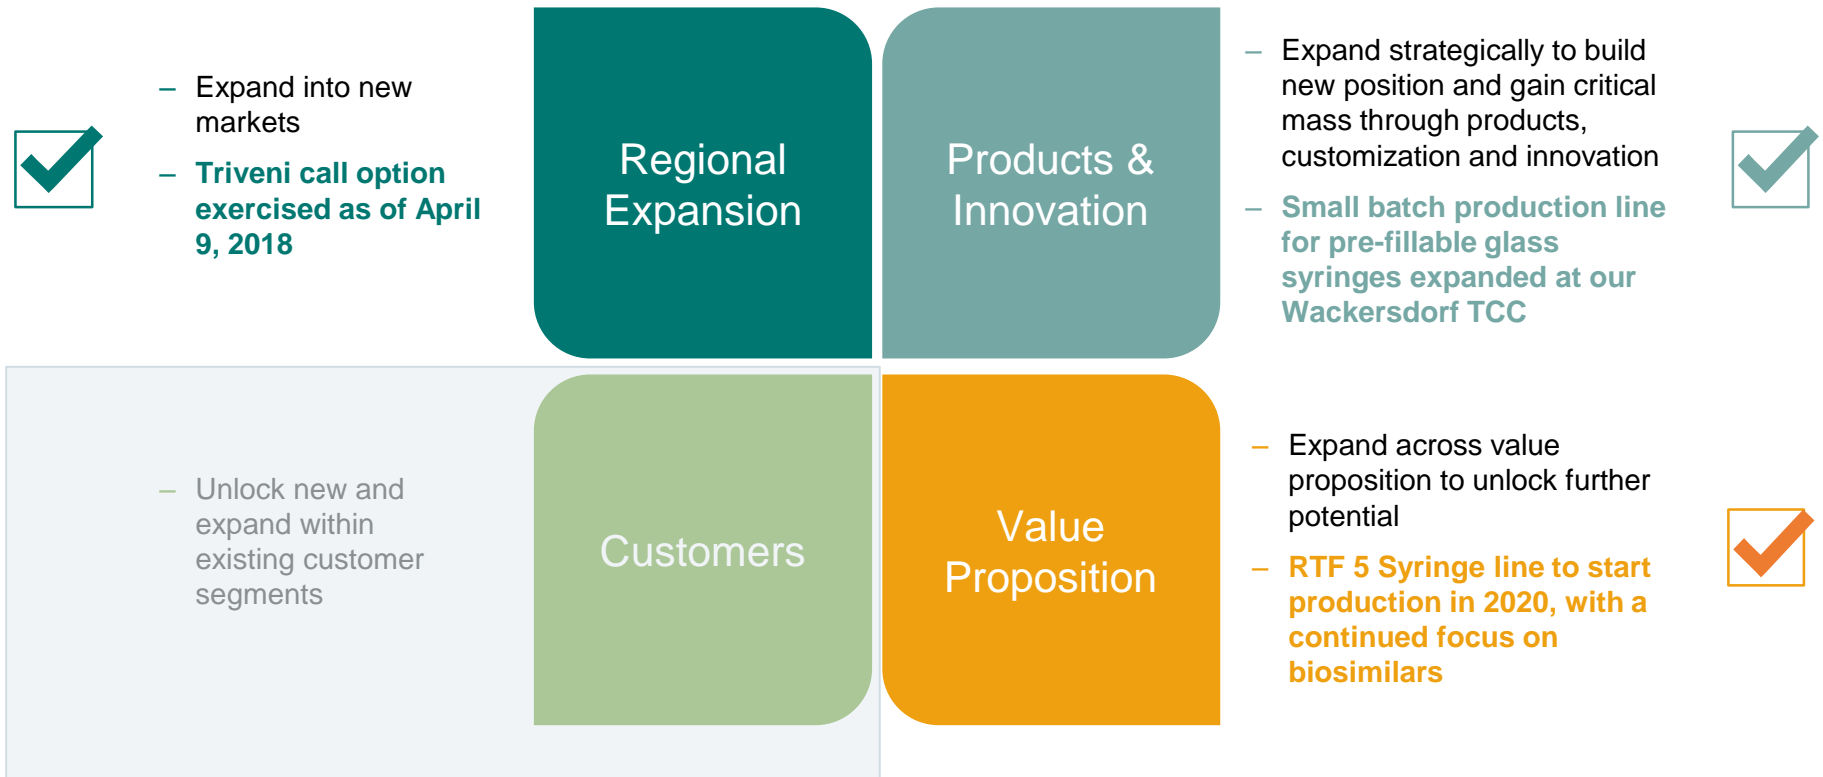 – Expand into new
markets
– Triveni call option
exercised as of April
9, 2018
Regional
Expansion
Products &
Innovation
– Expand strategically to build
new position and gain critical
mass through products,
customization and innovation
– Small batch production line
for pre-fillable glass
syringes expanded at our
Wackersdorf TCC
– Unlock new and
expand within
existing customer
segments
Customers
Value
Proposition
– Expand across value
proposition to unlock further
potential
– RTF 5 Syringe line to start
production in 2020, with a
continued focus on
biosimilars